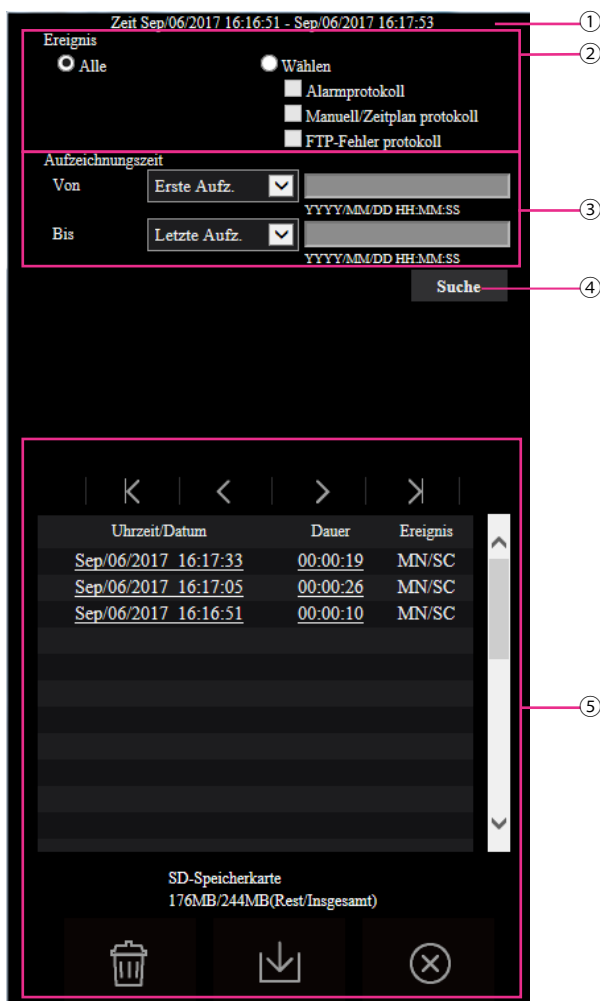 Zeit Sep/06/2017 16:16:51 - Sep/06/2017 16:17:53 ①
Ereignis ②
Alle Wählen
Alarmprotokoll
Manuell/Zeitplan protokoll
FTP-Fehler protokoll
Aufzeichnungszeit
Von Erste Aufz.
YYYY/MM/DD HH:MM:SS ③
Bis Letzte Aufz.
YYYY/MM/DD HH:MM:SS
Suche ④
Uhrzeit/Datum Dauer Ereignis
Sep/06/2017 16:17:33 00:00:19 MN/SC
Sep/06/2017 16:17:05 00:00:26 MN/SC
Sep/06/2017 16:16:51 00:00:10 MN/SC
⑤
SD-Speicherkarte
176MB/244MB(Rest/Insgesamt)